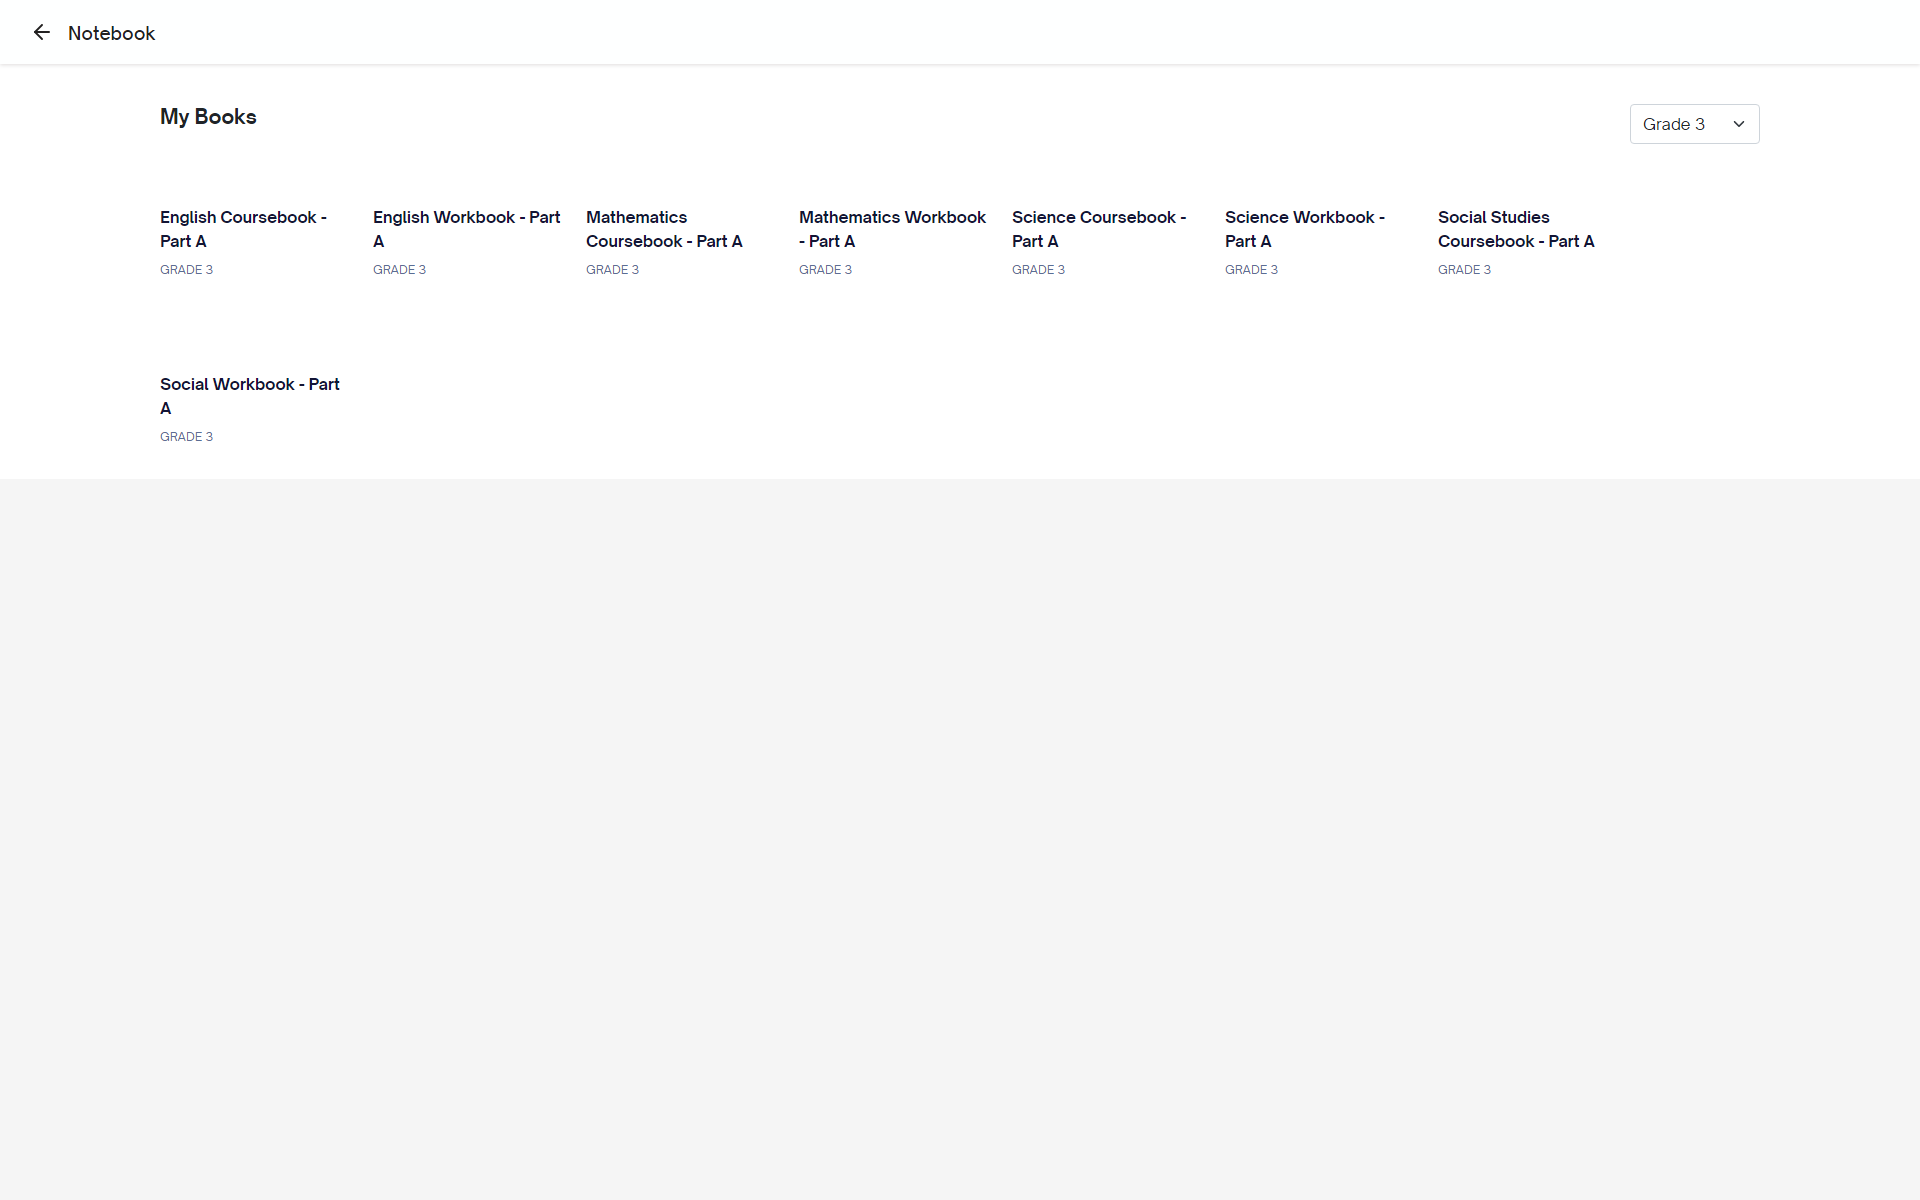 Notebook
My Books
Grade 3
English Coursebook -
Part A
GRADE 3
English Workbook - Part
A
GRADE 3
Mathematics
Coursebook - Part A
GRADE 3
Mathematics Workbook
- Part A
GRADE 3
Science Coursebook -
Part A
GRADE 3
Science Workbook -
Part A
GRADE 3
Social Studies
Coursebook - Part A
GRADE 3
Social Workbook - Part
A
GRADE 3